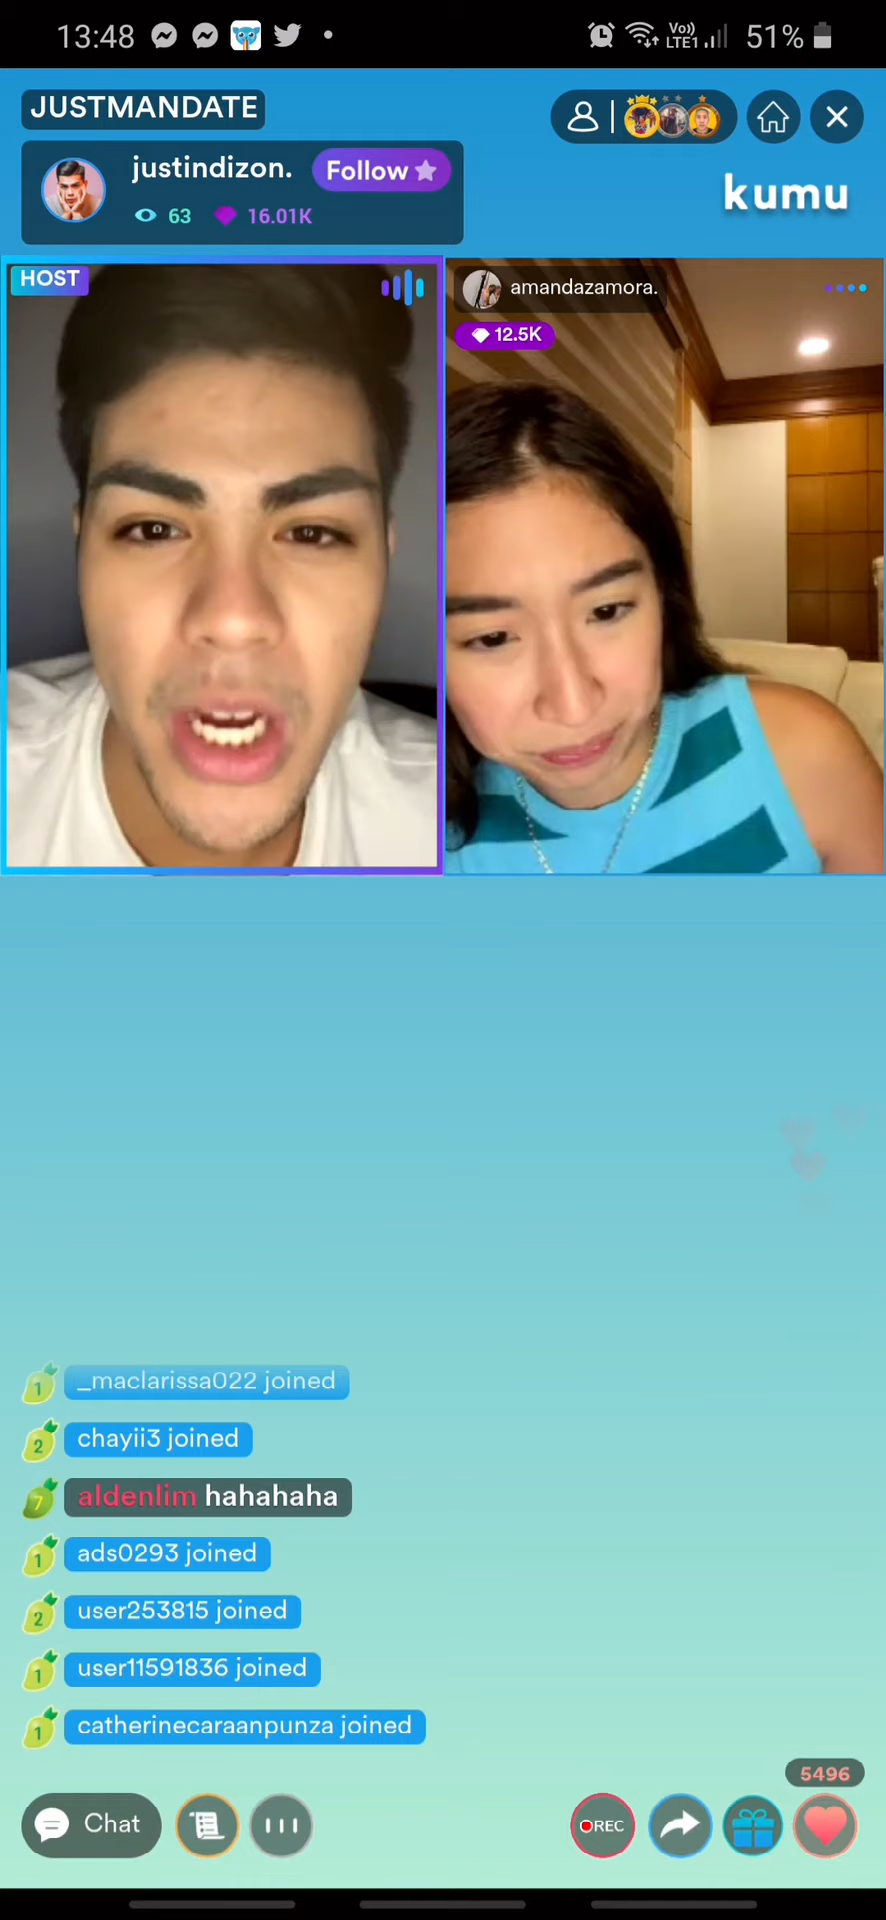 13:48
Vo))
LTE1
51%
JUSTMANDATE
justindizon.
Follow
63
16.01K
kumu
HOST
amandazamora.
12.5K
1
_maclarissa022 joined
2
chayii3 joined
7
aldenlim hahahaha
1
ads0293 joined
2
user253815 joined
1
user11591836 joined
1
catherinecaraanpunza joined
5496
Chat
REC